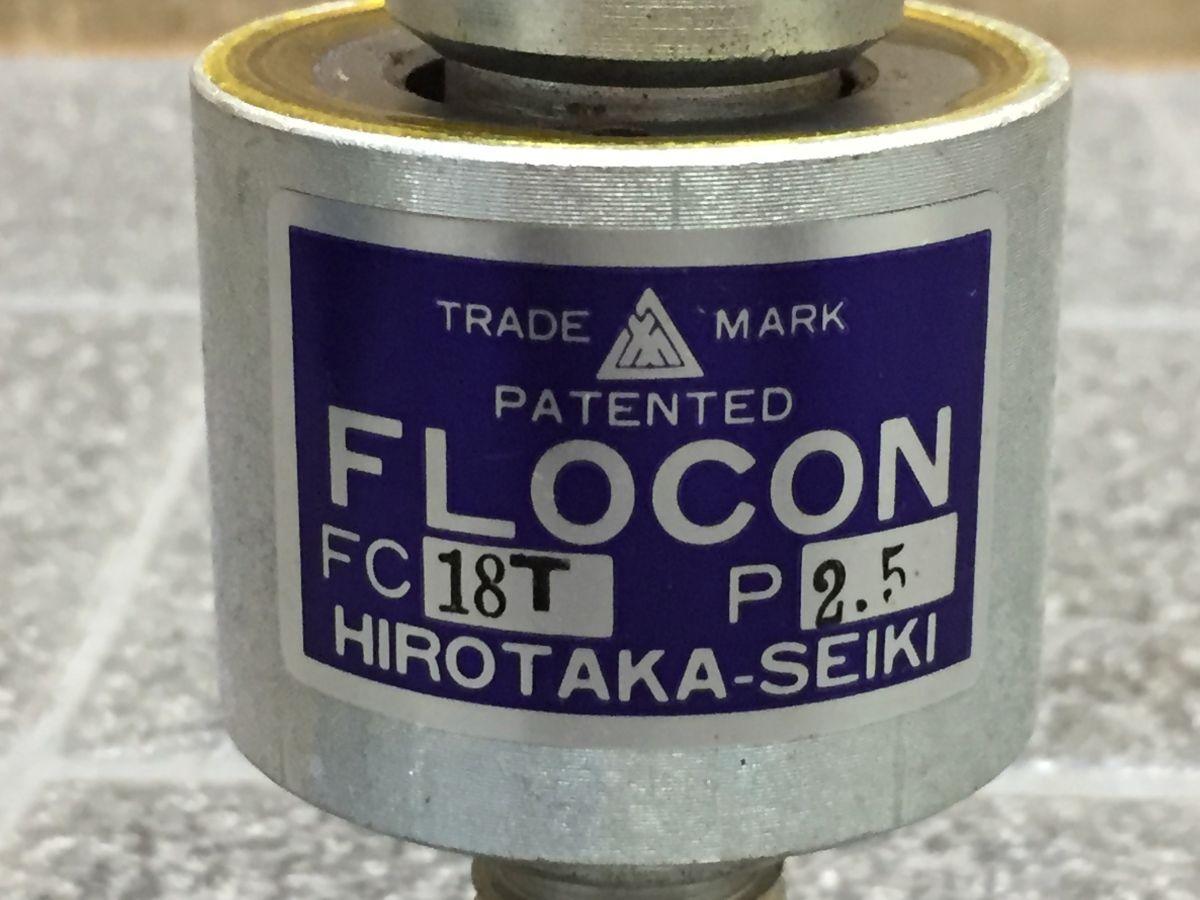 TRADE MARK
PATENTED
FLOCON
FC 18T P 2.5
HIROTAKA-SEIKI